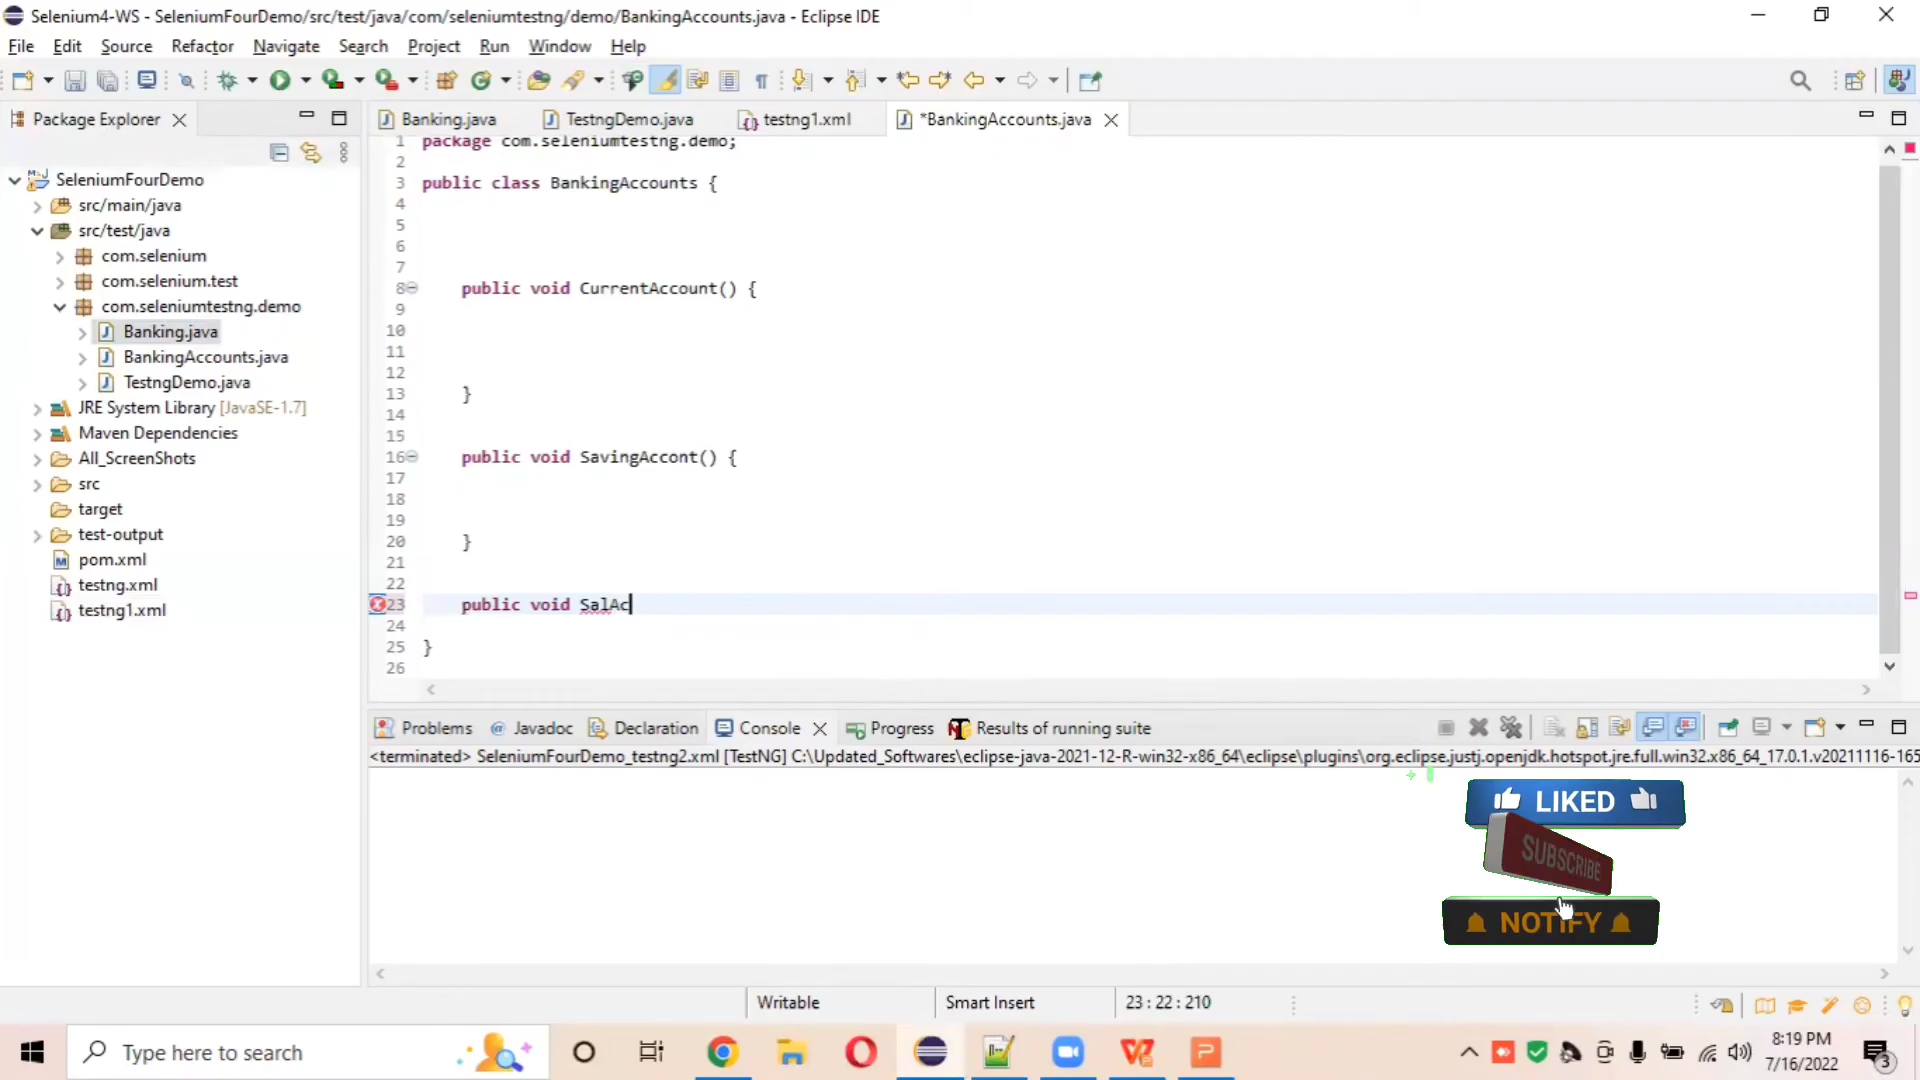 Selenium4-WS - SeleniumFourDemo/src/test/java/com/seleniumtestng/demo/BankingAccounts.java - Eclipse IDE
File Edit Source Refactor Navigate Search Project Run Window Help
Package Explorer
Banking.java TestngDemo.java testng1.xml *BankingAccounts.java
SeleniumFourDemo
src/main/java
src/test/java
com.selenium
com.selenium.test
com.seleniumtestng.demo
Banking.java
BankingAccounts.java
TestngDemo.java
JRE System Library [JavaSE-1.7]
Maven Dependencies
All_ScreenShots
src
target
test-output
pom.xml
testng.xml
testng1.xml
1 package com.seleniumtestng.demo;
2
3 public class BankingAccounts {
4
5
6
7
8 public void CurrentAccount() {
9
10
11
12
13 }
14
15
16 public void SavingAccont() {
17
18
19
20 }
21
22
23 public void SalAc
24
25 }
26
Problems @ Javadoc Declaration Console Progress Results of running suite
<terminated> SeleniumFourDemo_testng2.xml [TestNG] C:\Updated_Softwares\eclipse-java-2021-12-R-win32-x86_64\eclipse\plugins\org.eclipse.justj.openjdk.hotspot.jre.full.win32.x86_64_17.0.1.v20211116-165
LIKED
SUBSCRIBE
NOTIFY
Writable Smart Insert 23 : 22 : 210
Type here to search
8:19 PM
7/16/2022
3